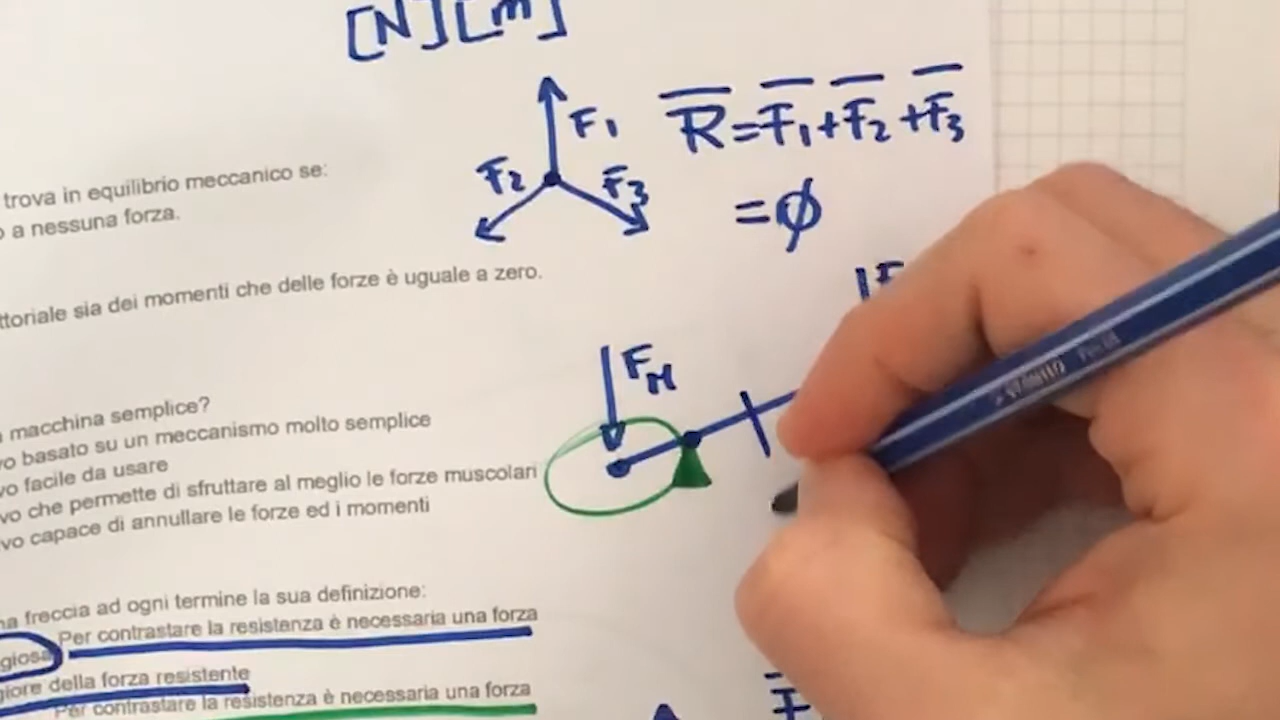 [N][m]
F1
R=F1+F2+F3
trova in equilibrio meccanico se:
F2
F3
a nessuna forza.
=φ
ttoriale sia dei momenti che delle forze è uguale a zero.
F
FM
macchina semplice?
vo basato su un meccanismo molto semplice
vo facile da usare
vo che permette di sfruttare al meglio le forze muscolari
vo capace di annullare le forze ed i momenti
na freccia ad ogni termine la sua definizione:
giosa Per contrastare la resistenza è necessaria una forza
giore della forza resistente
Per contrastare la resistenza è necessaria una forza
F